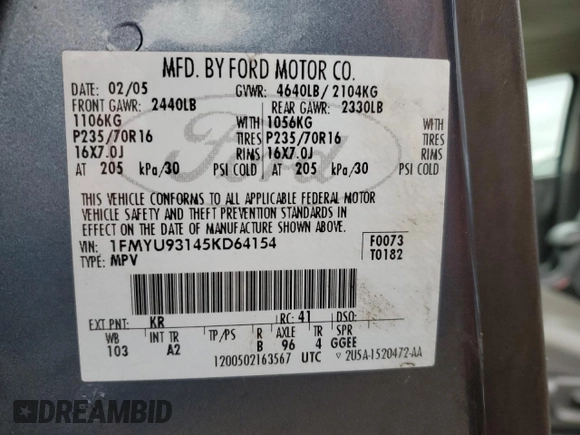 MFD. BY FORD MOTOR CO.
DATE: 02/05 GVWR: 4640LB/ 2104KG
FRONT GAWR: 2440LB REAR GAWR: 2330LB
1106KG WITH 1056KG WITH
P235/70R16 TIRES P235/70R16 TIRES
16X7.0J RIMS 16X7.0J RIMS
AT 205 kPa/30 PSI COLD AT 205 kPa/30 PSI COLD
THIS VEHICLE CONFORMS TO ALL APPLICABLE FEDERAL MOTOR
VEHICLE SAFETY AND THEFT PREVENTION STANDARDS IN
EFFECT ON THE DATE OF MANUFACTURE SHOWN ABOVE.
VIN: 1FMYU93145KD64154 F0073
TYPE: MPV T0182
EXT PNT: KR RC: 41 DSO:
WB INT TR TP/PS R AXLE TR SPR
103 A2 B 96 4 GGEE
1200502163567 UTC ▽ 2U5A-1520472-AA
Ford
DREAMBID